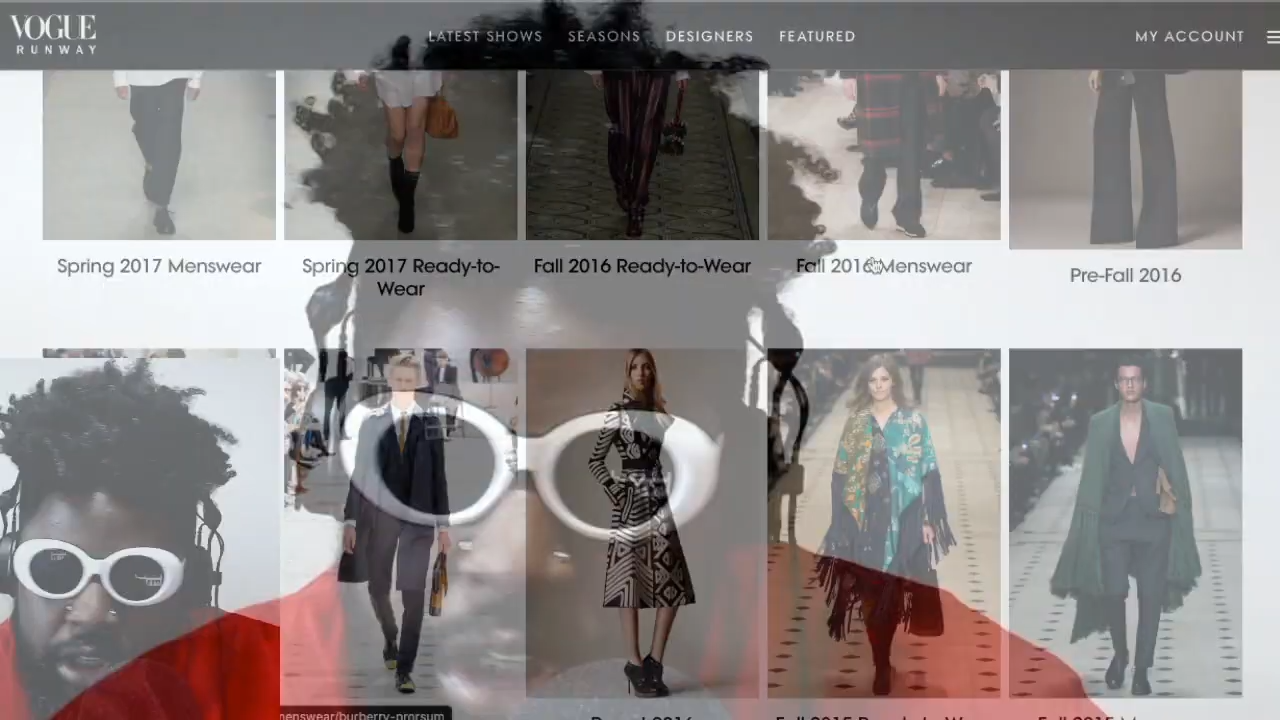 VOGUE
RUNWAY
LATEST SHOWS SEASONS DESIGNERS FEATURED
MY ACCOUNT
Spring 2017 Menswear
Spring 2017 Ready-to-
Wear
Fall 2016 Ready-to-Wear
Fall 2016 Menswear
Pre-Fall 2016
menswear/burberry-prorsum